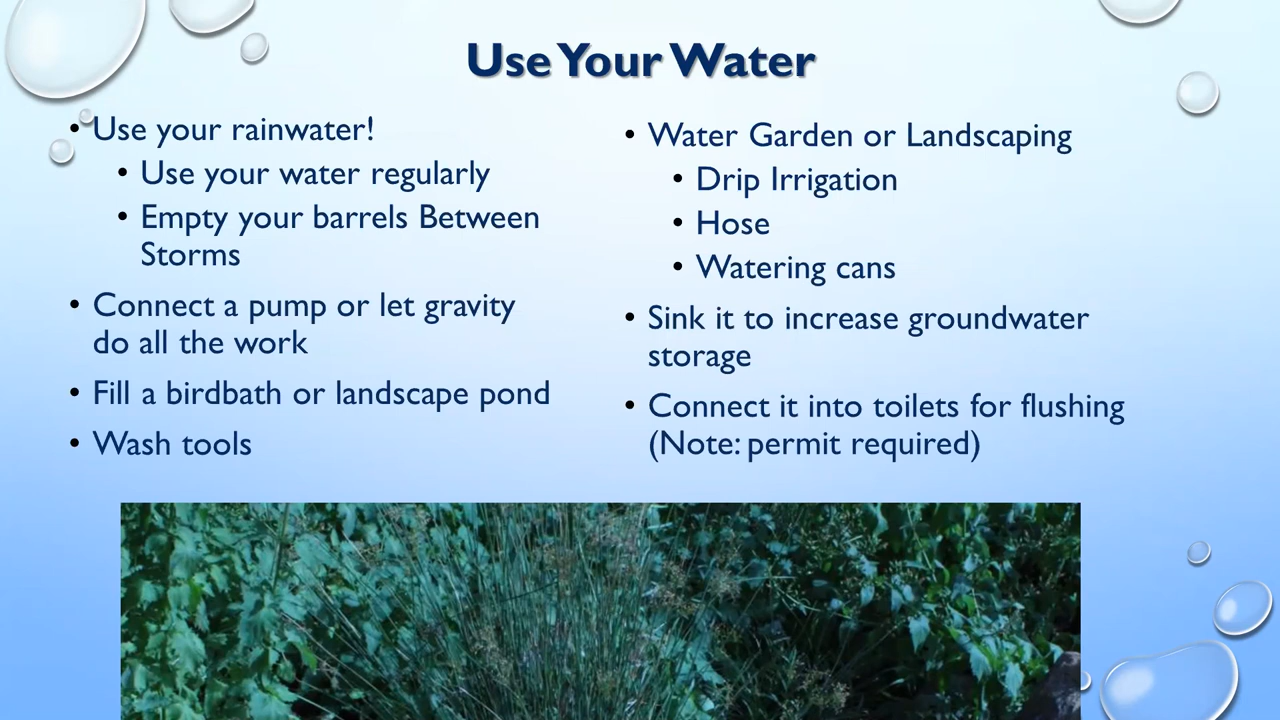 Use Your Water
• Use your rainwater!
• Use your water regularly
• Empty your barrels Between
Storms
• Connect a pump or let gravity
do all the work
• Fill a birdbath or landscape pond
• Wash tools
• Water Garden or Landscaping
• Drip Irrigation
• Hose
• Watering cans
• Sink it to increase groundwater
storage
• Connect it into toilets for flushing
(Note: permit required)